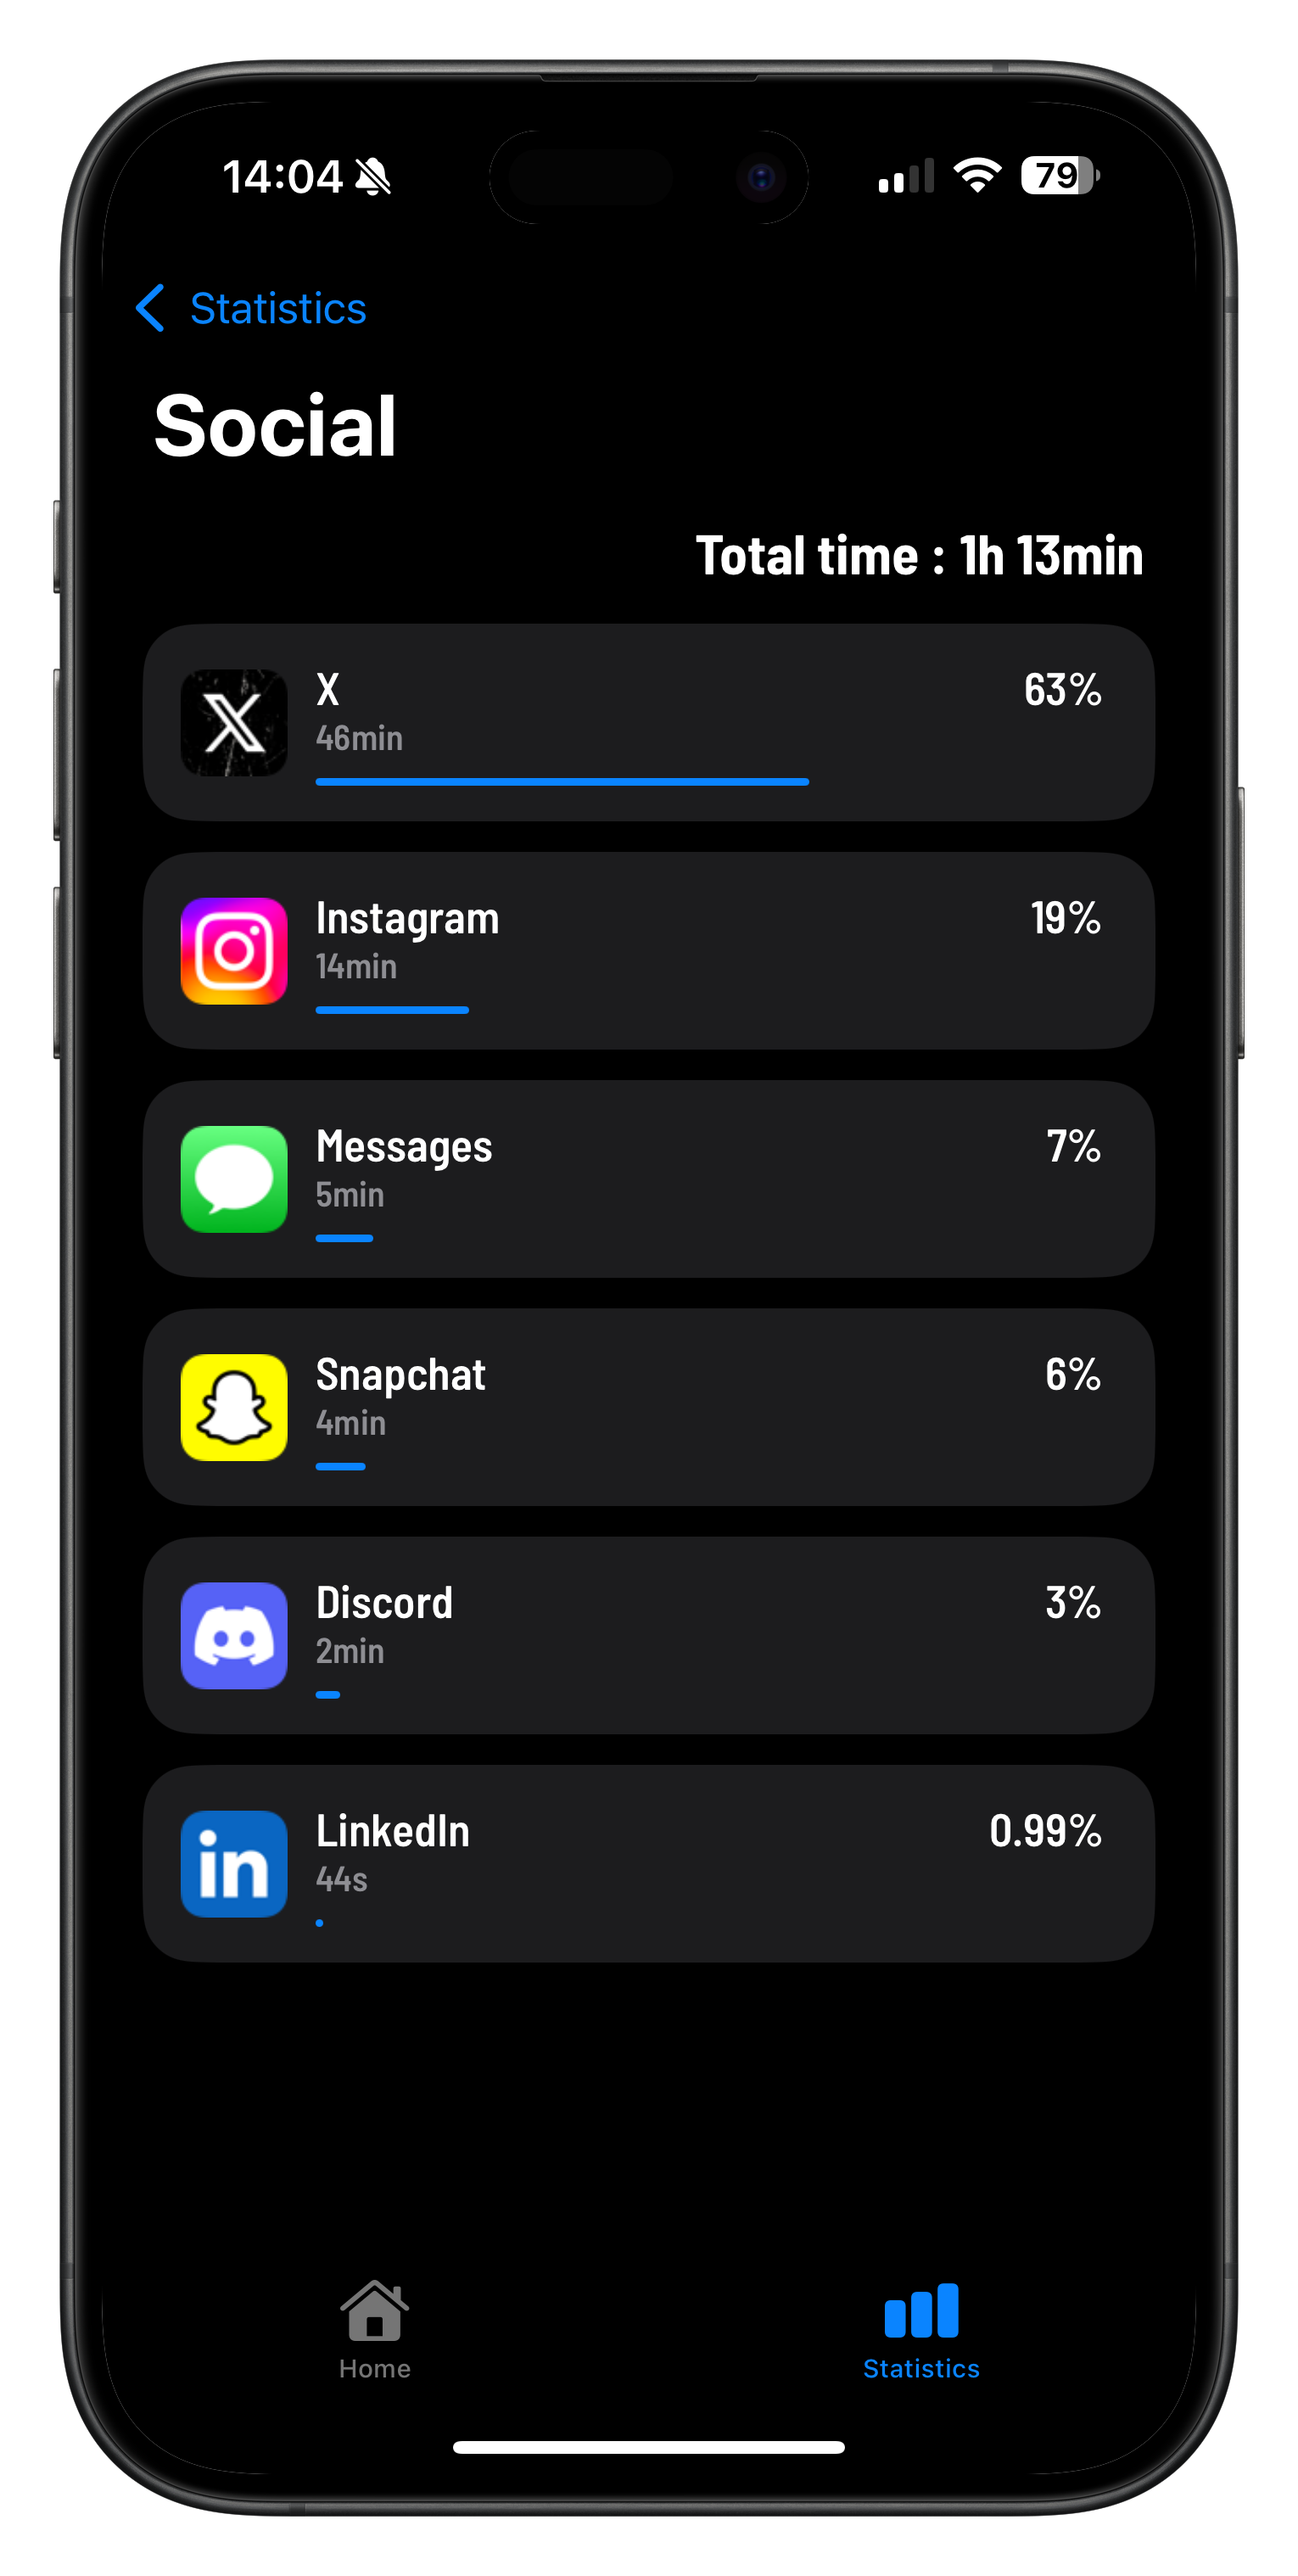 14:04
79
Statistics
Social
Total time : 1h 13min
X
63%
46min
Instagram
19%
14min
Messages
7%
5min
Snapchat
6%
4min
Discord
3%
2min
in
LinkedIn
0.99%
44s
Home
Statistics